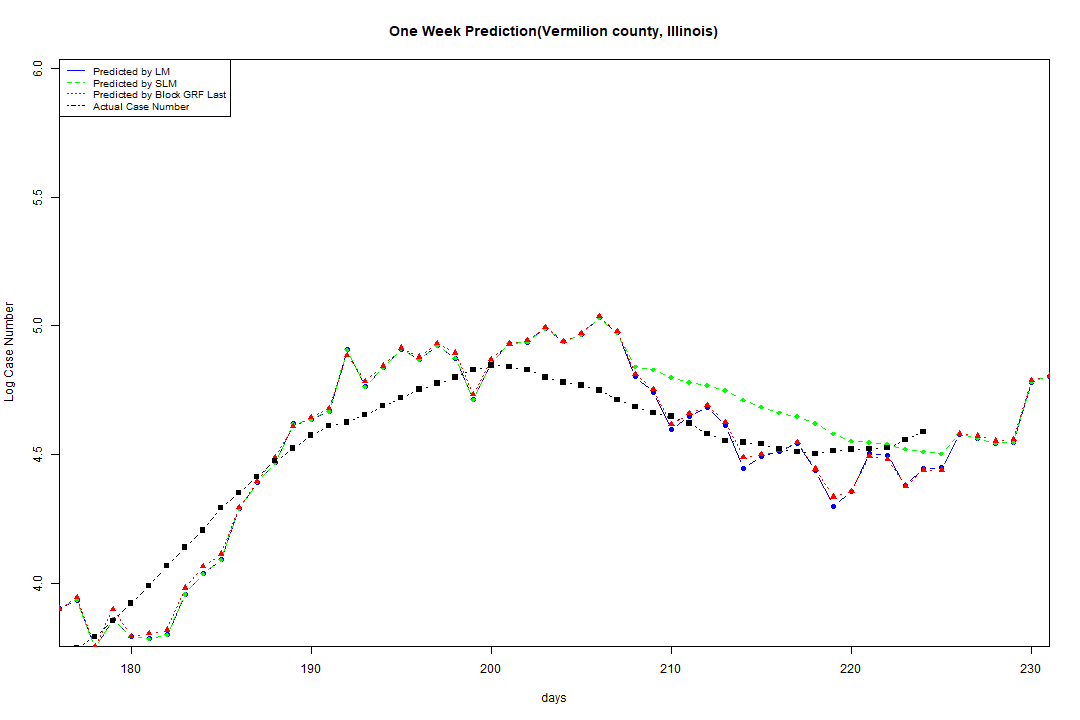 One Week Prediction(Vermilion county, Illinois)
Predicted by LM
Predicted by SLM
Predicted by Block GRF Last
Actual Case Number
6.0
5.5
5.0
4.5
4.0
Log Case Number
180 190 200 210 220 230
days